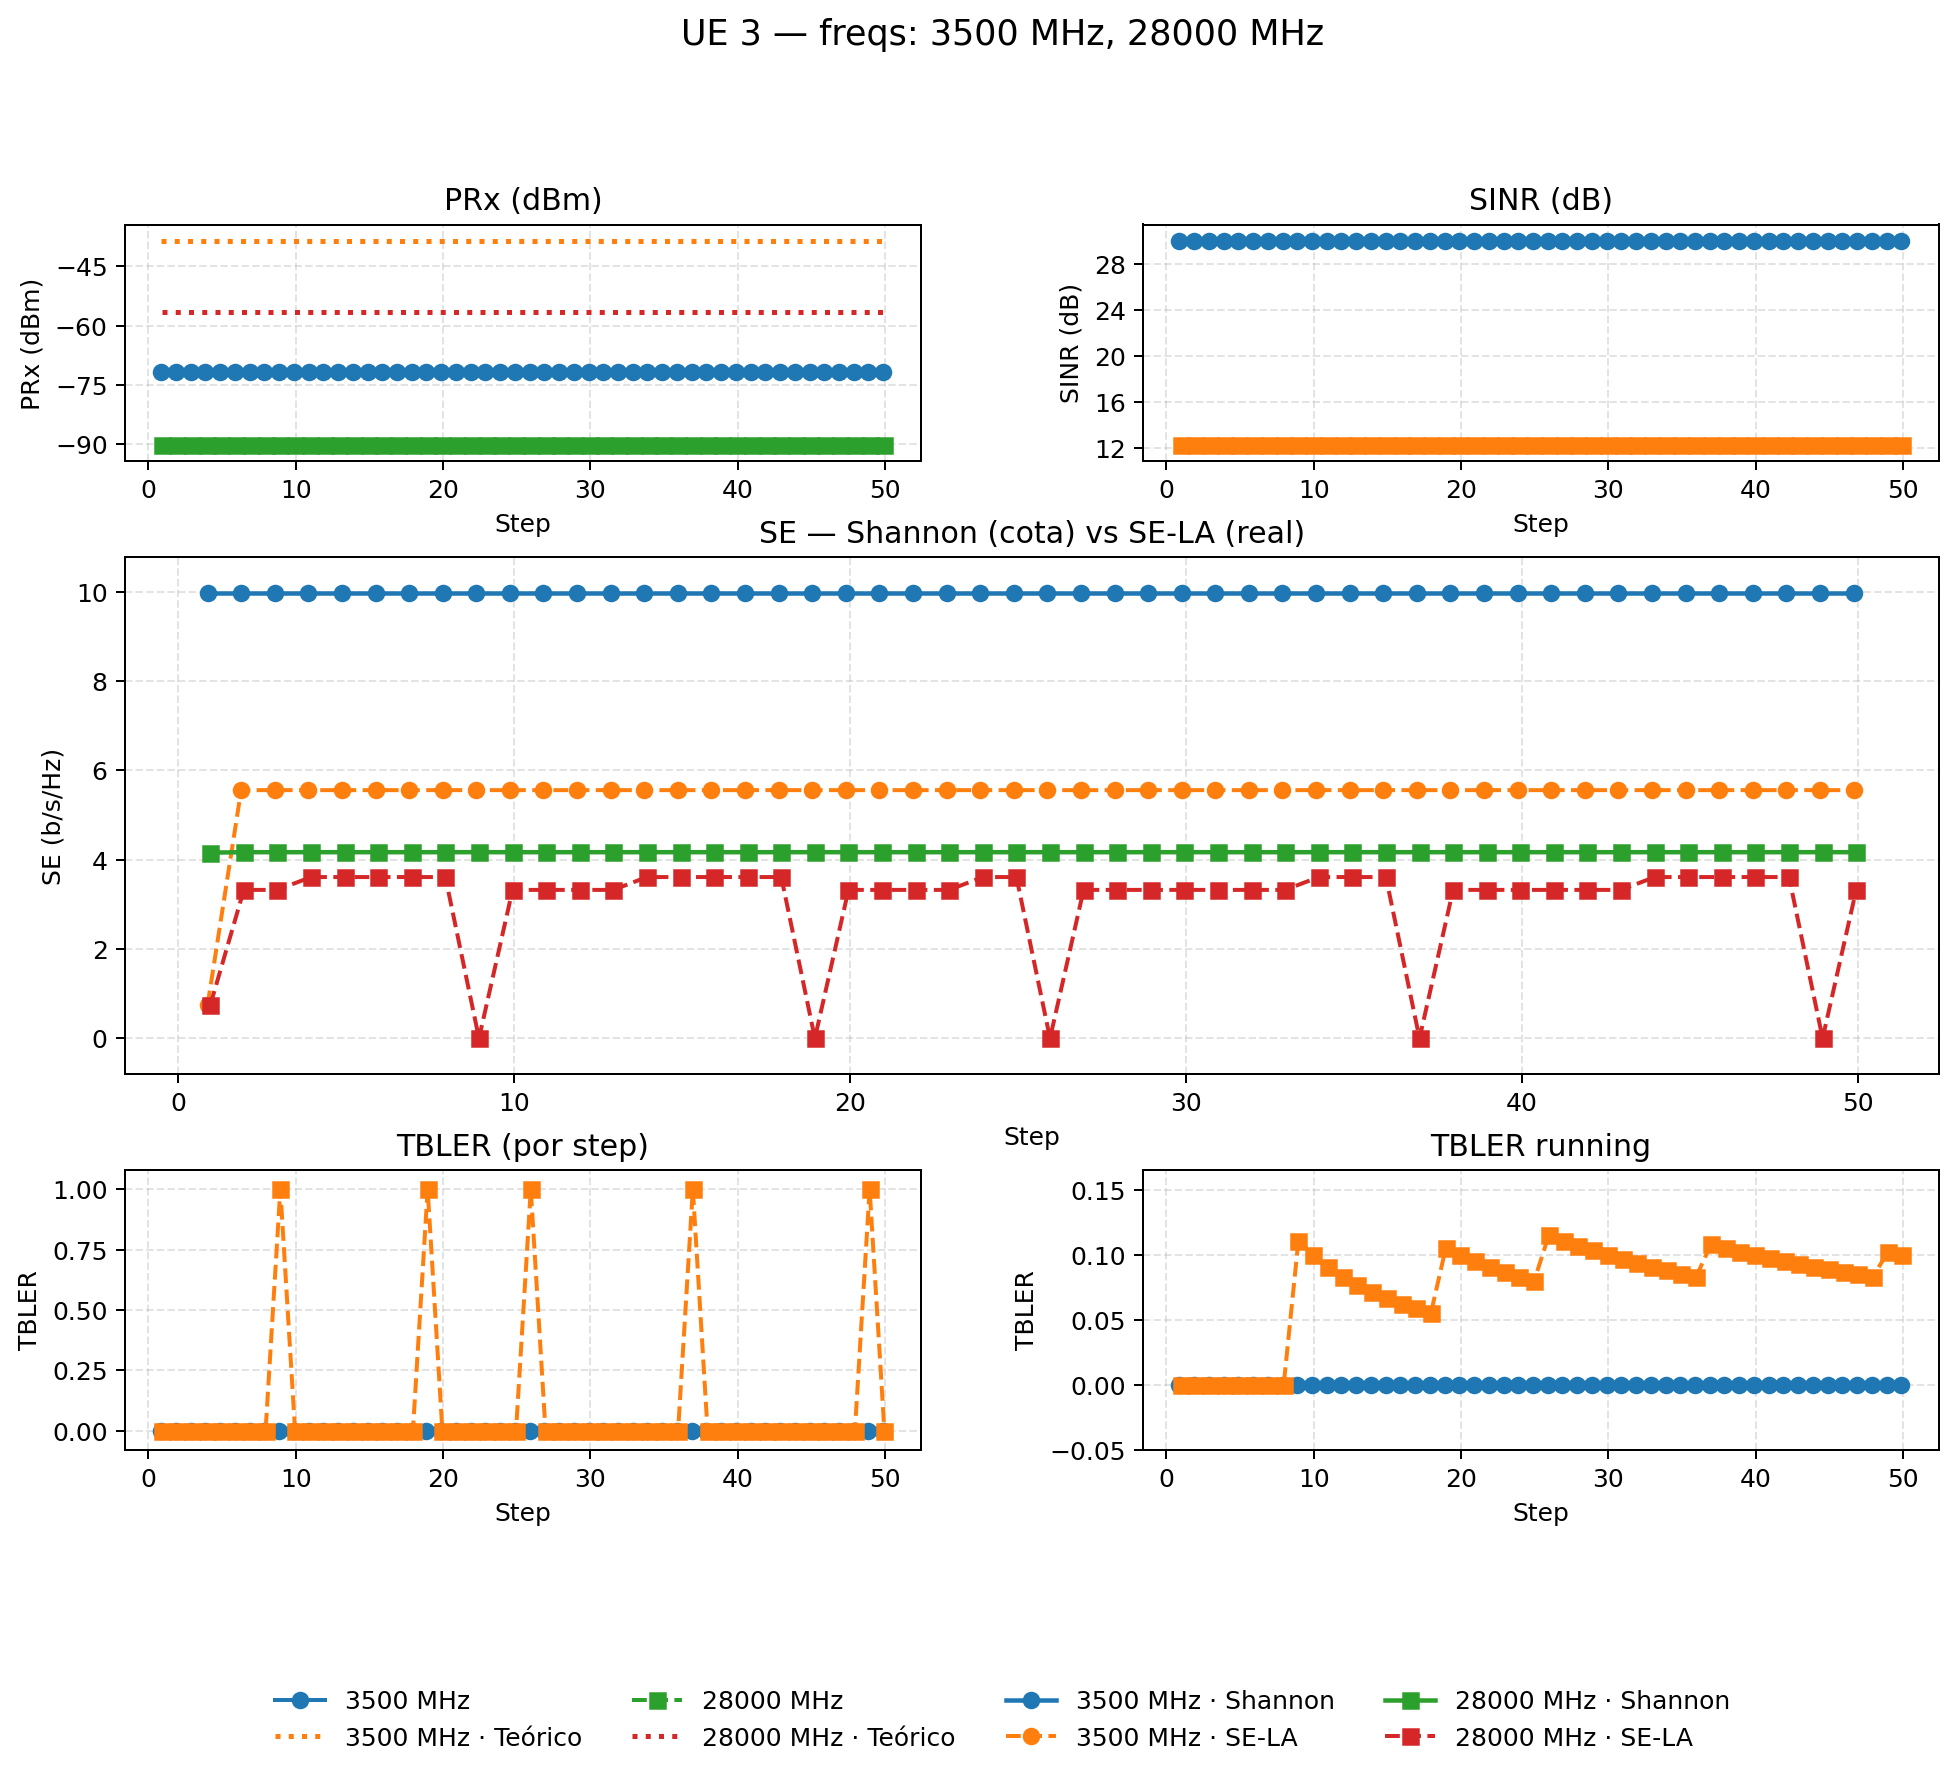 UE 3 — freqs: 3500 MHz, 28000 MHz
PRx (dBm)
PRx (dBm)
−45
−60
−75
−90
0 10 20 30 40 50
Step
SINR (dB)
SINR (dB)
28
24
20
16
12
0 10 20 30 40 50
Step
SE — Shannon (cota) vs SE-LA (real)
SE (b/s/Hz)
10
8
6
4
2
0
0 10 20 30 40 50
Step
TBLER (por step)
TBLER
1.00
0.75
0.50
0.25
0.00
0 10 20 30 40 50
Step
TBLER running
TBLER
0.15
0.10
0.05
0.00
−0.05
0 10 20 30 40 50
Step
3500 MHz 28000 MHz 3500 MHz · Shannon 28000 MHz · Shannon
3500 MHz · Teórico 28000 MHz · Teórico 3500 MHz · SE-LA 28000 MHz · SE-LA